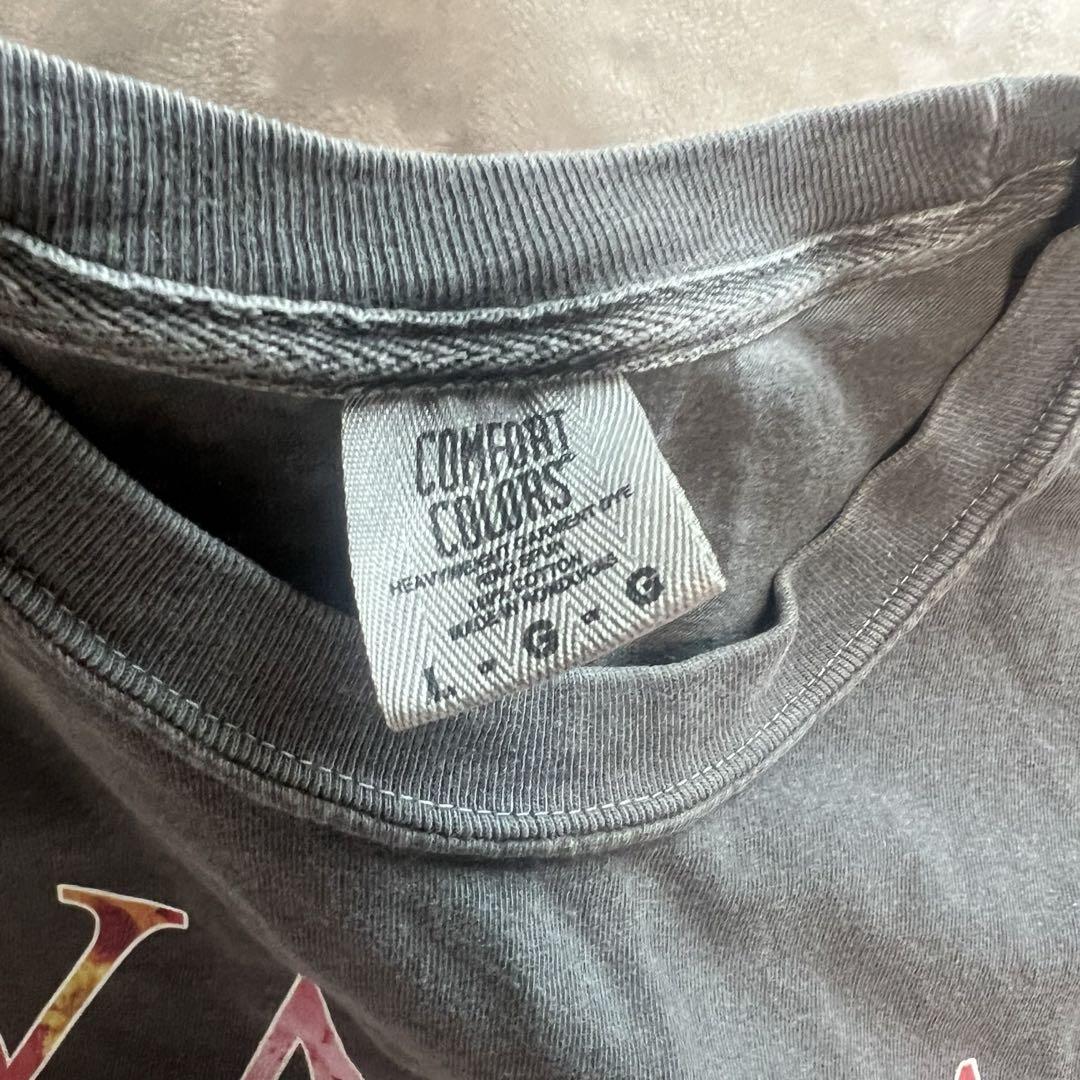 COMFORT
COLORS
HEAVYWEIGHT GARMENT DYE
RING SPUN
100% COTTON
MADE IN HONDURAS
L - G - G